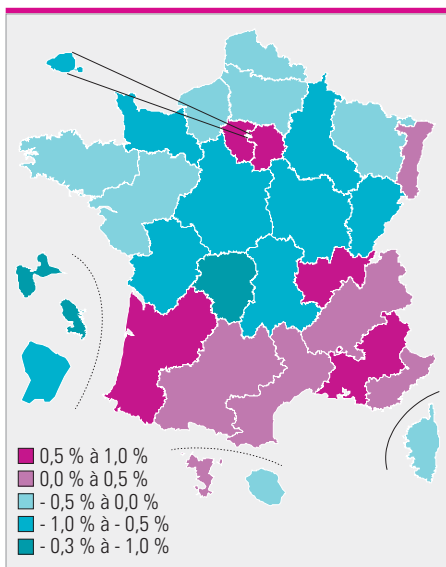 0,5 % à 1,0 %
0,0 % à 0,5 %
- 0,5 % à 0,0 %
- 1,0 % à - 0,5 %
- 0,3 % à - 1,0 %